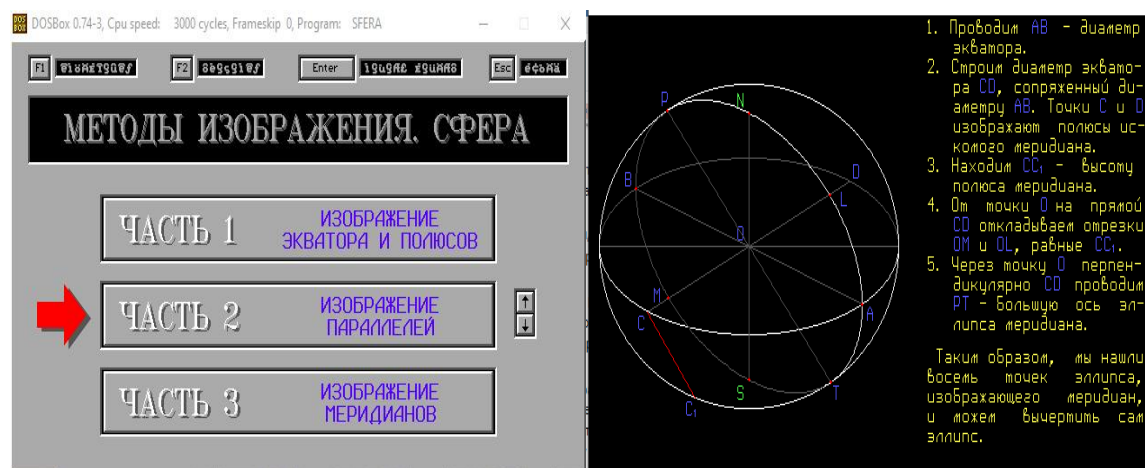 DOSBox 0.74-3, Cpu speed: 3000 cycles, Frameskip 0, Program: SFERA
F1
F2
Enter
Esc
МЕТОДЫ ИЗОБРАЖЕНИЯ. СФЕРА
ЧАСТЬ 1
ИЗОБРАЖЕНИЕ
ЭКВАТОРА И ПОЛЮСОВ
ЧАСТЬ 2
ИЗОБРАЖЕНИЕ
ПАРАЛЛЕЛЕЙ
ЧАСТЬ 3
ИЗОБРАЖЕНИЕ
МЕРИДИАНОВ
P
N
B
D
L
O
M
C
A
S
T
C₁
1. Проводим AB - диаметр
экватора.
2. Строим диаметр эквато-
ра CD, сопряженный ди-
аметру AB. Точки C и D
изображают полюсы ис-
комого меридиана.
3. Находим CC₁ - высоту
полюса меридиана.
4. От точки O на прямой
CD откладываем отрезки
OM и OL, равные CC₁.
5. Через точку O перпен-
дикулярно CD проводим
PT - большую ось эл-
липса меридиана.
Таким образом, мы нашли
восемь точек эллипса,
изображающего меридиан,
и можем вычертить сам
эллипс.